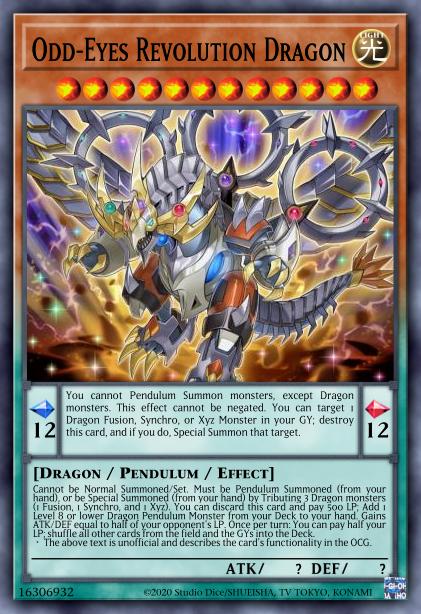 ODD-EYES REVOLUTION DRAGON
LIGHT
光
You cannot Pendulum Summon monsters, except Dragon
monsters. This effect cannot be negated. You can target 1
Dragon Fusion, Synchro, or Xyz Monster in your GY; destroy
this card, and if you do, Special Summon that target.
12
12
[DRAGON / PENDULUM / EFFECT]
Cannot be Normal Summoned/Set. Must be Pendulum Summoned (from your
hand), or be Special Summoned (from your hand) by Tributing 3 Dragon monsters
(1 Fusion, 1 Synchro, and 1 Xyz). You can discard this card and pay 500 LP; Add 1
Level 8 or lower Dragon Pendulum Monster from your Deck to your hand. Gains
ATK/DEF equal to half of your opponent's LP. Once per turn: You can pay half your
LP; shuffle all other cards from the field and the GYs into the Deck.
· The above text is unofficial and describes the card's functionality in the OCG.
ATK/ ? DEF/ ?
16306932
©2020 Studio Dice/SHUEISHA, TV TOKYO, KONAMI